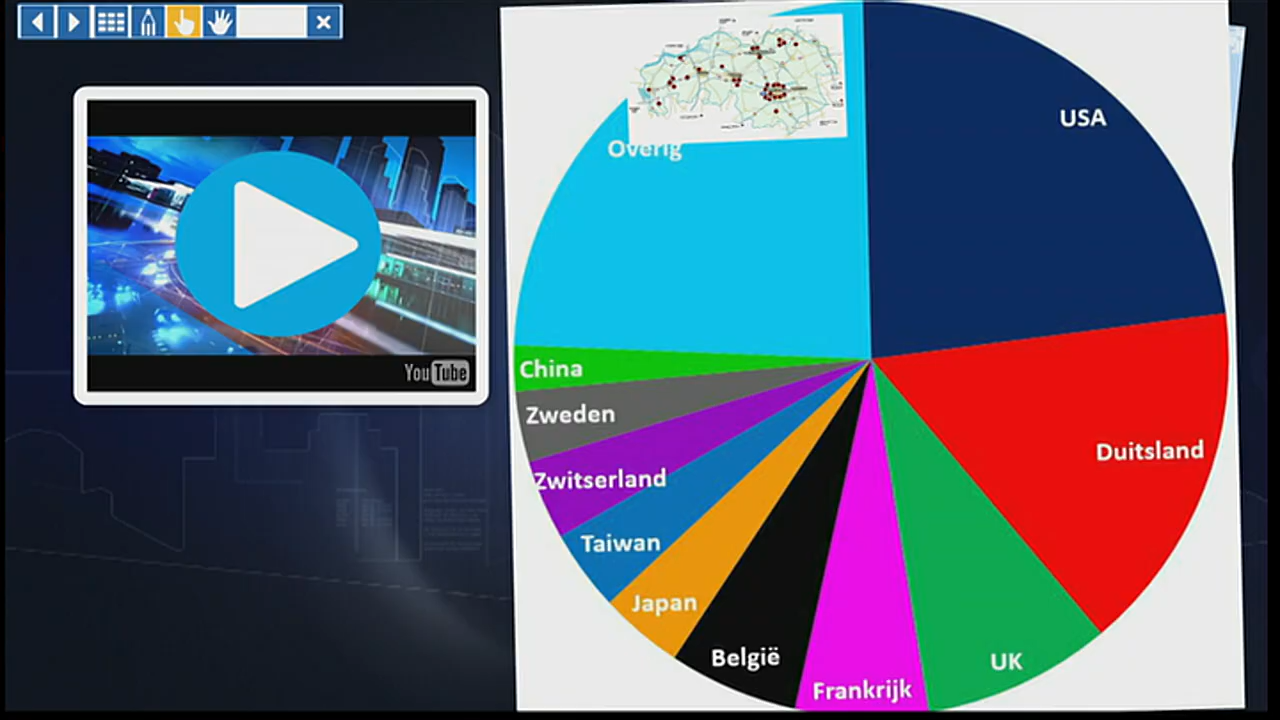 USA
Overig
China
Zweden
Zwitserland
Taiwan
Japan
België
Frankrijk
UK
Duitsland
YouTube